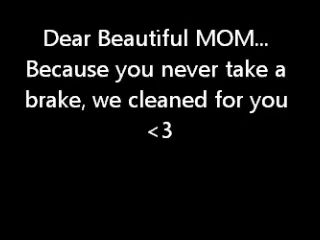 Dear Beautiful MOM...
Because you never take a
brake, we cleaned for you
<3